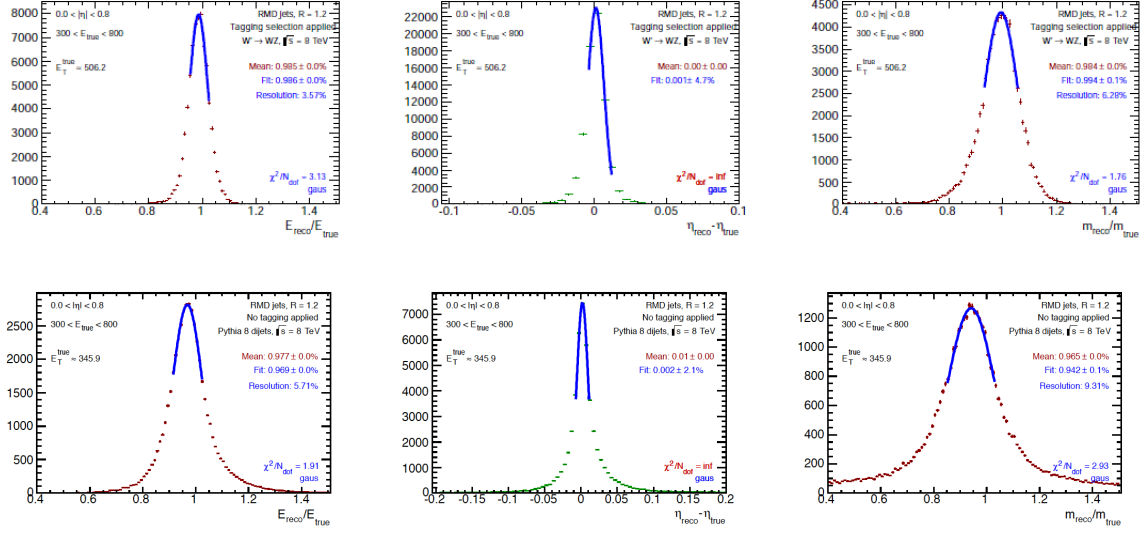 0.0 < |η| < 0.8
RMD jets, R = 1.2
Tagging selection applied
300 < E_true < 800
W' → WZ, √s = 8 TeV
E_T^true = 506.2
Mean: 0.985 ± 0.0%
Fit: 0.986 ± 0.0%
Resolution: 3.57%
χ²/N_dof = 3.13
gaus
8000
7000
6000
5000
4000
3000
2000
1000
0
0.4 0.6 0.8 1 1.2 1.4
E_reco/E_true
0.0 < |η| < 0.8
RMD jets, R = 1.2
Tagging selection applied
300 < E_true < 800
W' → WZ, √s = 8 TeV
E_T^true = 506.2
Mean: 0.00 ± 0.00
Fit: 0.001± 4.7%
χ²/N_dof = inf
gaus
22000
20000
18000
16000
14000
12000
10000
8000
6000
4000
2000
0
-0.1 -0.05 0 0.05 0.1
η_reco-η_true
0.0 < |η| < 0.8
RMD jets, R = 1.2
Tagging selection applied
300 < E_true < 800
W' → WZ, √s = 8 TeV
E_T^true = 506.2
Mean: 0.984 ± 0.0%
Fit: 0.994 ± 0.1%
Resolution: 6.28%
χ²/N_dof = 1.76
gaus
4500
4000
3500
3000
2500
2000
1500
1000
500
0
0.4 0.6 0.8 1 1.2 1.4
m_reco/m_true
0.0 < |η| < 0.8
RMD jets, R = 1.2
No tagging applied
300 < E_true < 800
Pythia 8 dijets, √s = 8 TeV
E_T^true ≈ 345.9
Mean: 0.977 ± 0.0%
Fit: 0.969 ± 0.0%
Resolution: 5.71%
χ²/N_dof = 1.91
gaus
2500
2000
1500
1000
500
0
0.4 0.6 0.8 1 1.2 1.4
E_reco/E_true
0.0 < |η| < 0.8
RMD jets, R = 1.2
No tagging applied
300 < E_true < 800
Pythia 8 dijets, √s = 8 TeV
E_T^true ≈ 345.9
Mean: 0.01 ± 0.00
Fit: 0.002 ± 2.1%
χ²/N_dof = inf
gaus
7000
6000
5000
4000
3000
2000
1000
0
-0.2 -0.15 -0.1 -0.05 0 0.05 0.1 0.15 0.2
η_reco-η_true
0.0 < |η| < 0.8
RMD jets, R = 1.2
No tagging applied
300 < E_true < 800
Pythia 8 dijets, √s = 8 TeV
E_T^true ≈ 345.9
Mean: 0.965 ± 0.0%
Fit: 0.942 ± 0.1%
Resolution: 9.31%
χ²/N_dof = 2.93
gaus
1200
1000
800
600
400
200
0
0.4 0.6 0.8 1 1.2 1.4
m_reco/m_true